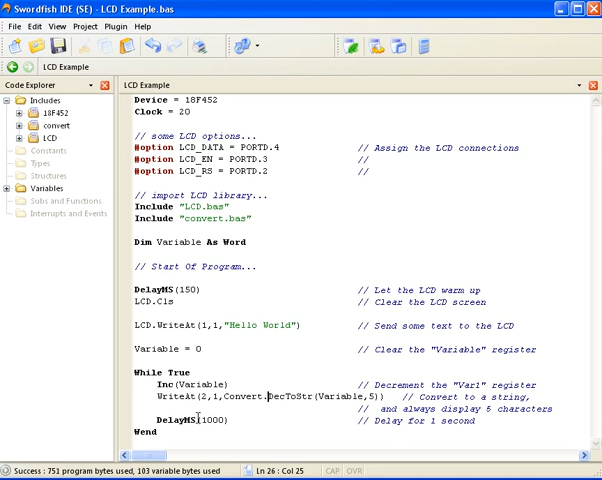 Swordfish IDE (SE) - LCD Example.bas
File Edit View Project Plugin Help
LCD Example
Code Explorer
LCD Example
Includes
18F452
convert
LCD
Constants
Types
Structures
Variables
Subs and Functions
Interrupts and Events
Device = 18F452
Clock = 20
// some LCD options...
#option LCD_DATA = PORTD.4 // Assign the LCD connections
#option LCD_EN = PORTD.3 //
#option LCD_RS = PORTD.2 //
// import LCD library...
Include "LCD.bas"
Include "convert.bas"
Dim Variable As Word
// Start Of Program...
DelayMS(150) // Let the LCD warm up
LCD.Cls // Clear the LCD screen
LCD.WriteAt(1,1,"Hello World") // Send some text to the LCD
Variable = 0 // Clear the "Variable" register
While True
Inc(Variable) // Decrement the "Var1" register
WriteAt(2,1,Convert.DecToStr(Variable,5)) // Convert to a string,
// and always display 5 characters
DelayMS(1000) // Delay for 1 second
Wend
Success : 751 program bytes used, 103 variable bytes used Ln 26 : Col 25 CAP OVR